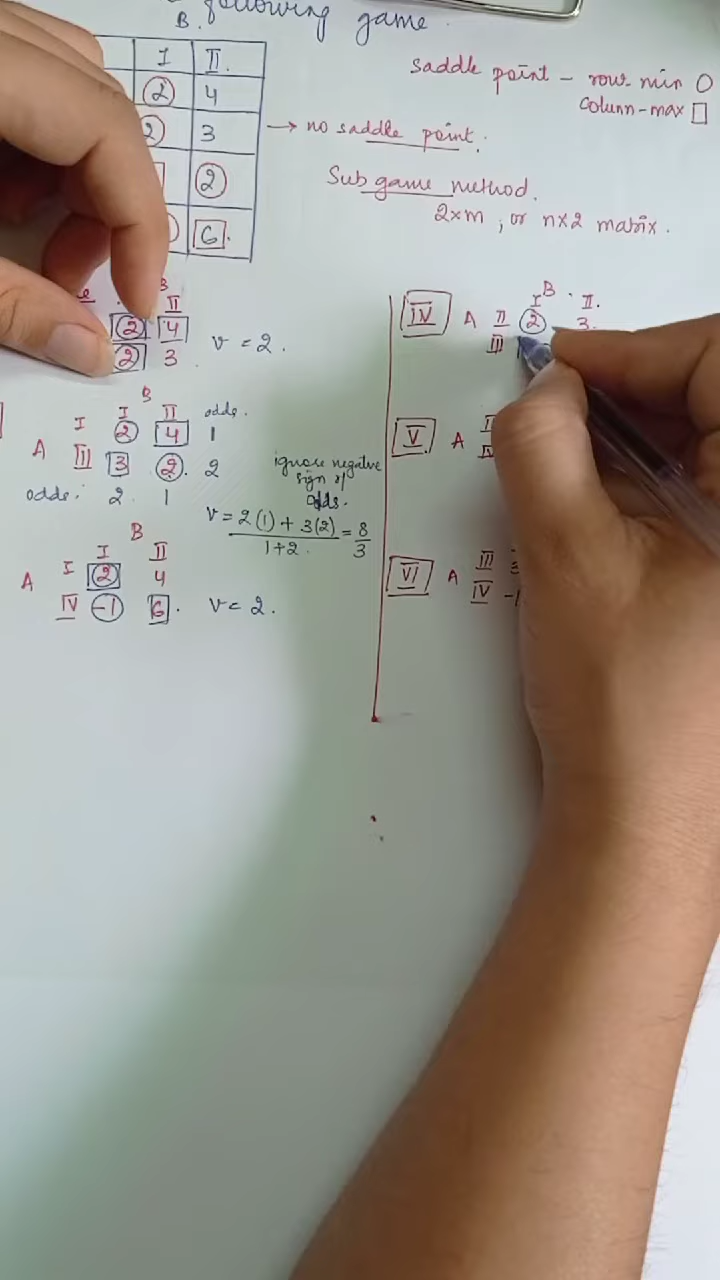 B. following game.
I II.
2 4
2 3 → no saddle point.
2
6.
saddle point - row-min O
column-max □
Sub game method.
2×m, or n×2 matrix.
B
II
2 4
2 3 v = 2.
B
I II odds.
A I 2 4 1
III 3 2. 2
odds: 2 1
ignore negative
sign of
odds.
v = 2(1) + 3(2) = 8
1+2. 3
B
I II
A I 2 4
IV -1 6. v = 2.
IV B
I II.
A II 2 3.
III
V. A
VI A III 3
IV -1